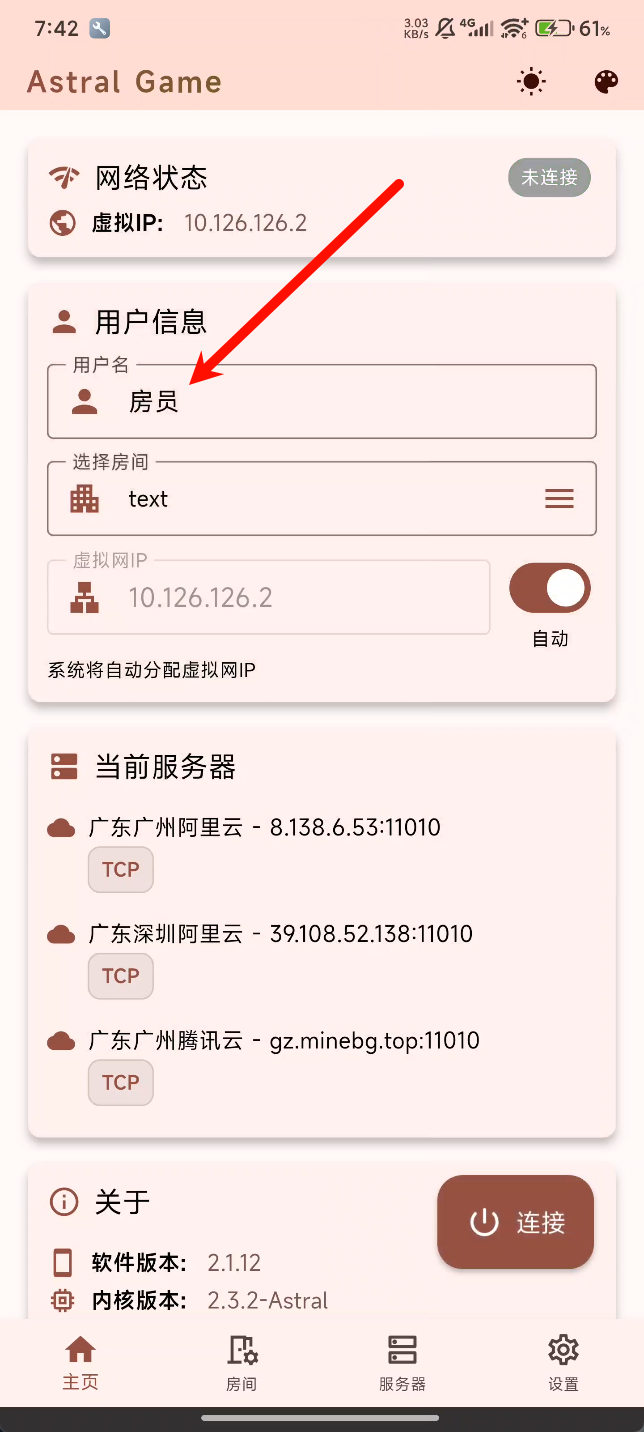 7:42 3.03 KB/s 4G 6 61%
Astral Game
网络状态 未连接
虚拟IP: 10.126.126.2
用户信息
用户名
房员
选择房间
text
虚拟网IP
10.126.126.2
自动
系统将自动分配虚拟网IP
当前服务器
广东广州阿里云 - 8.138.6.53:11010
TCP
广东深圳阿里云 - 39.108.52.138:11010
TCP
广东广州腾讯云 - gz.minebg.top:11010
TCP
关于
连接
软件版本: 2.1.12
内核版本: 2.3.2-Astral
主页 房间 服务器 设置